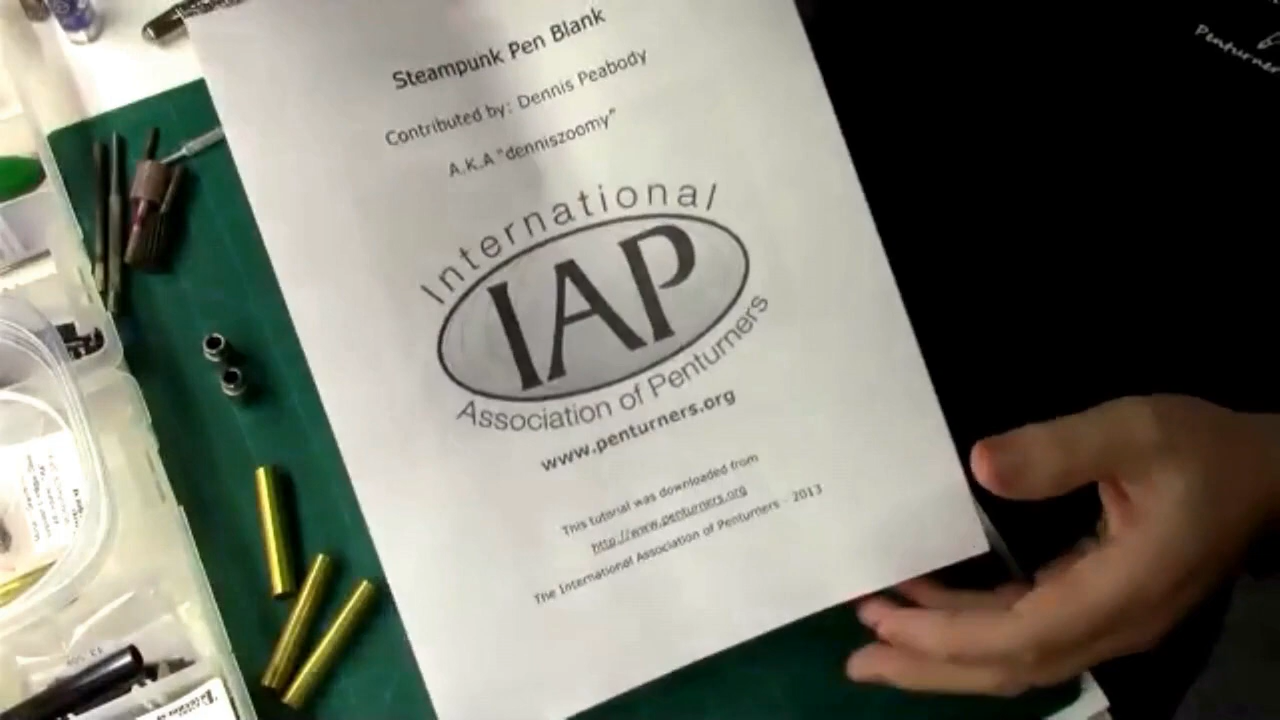 Steampunk Pen Blank
Contributed by: Dennis Peabody
A.K.A "denniszoomy"
International
IAP
Association of Penturners
www.penturners.org
This tutorial was downloaded from
http://www.penturners.org
The International Association of Penturners - 2013
Penturner